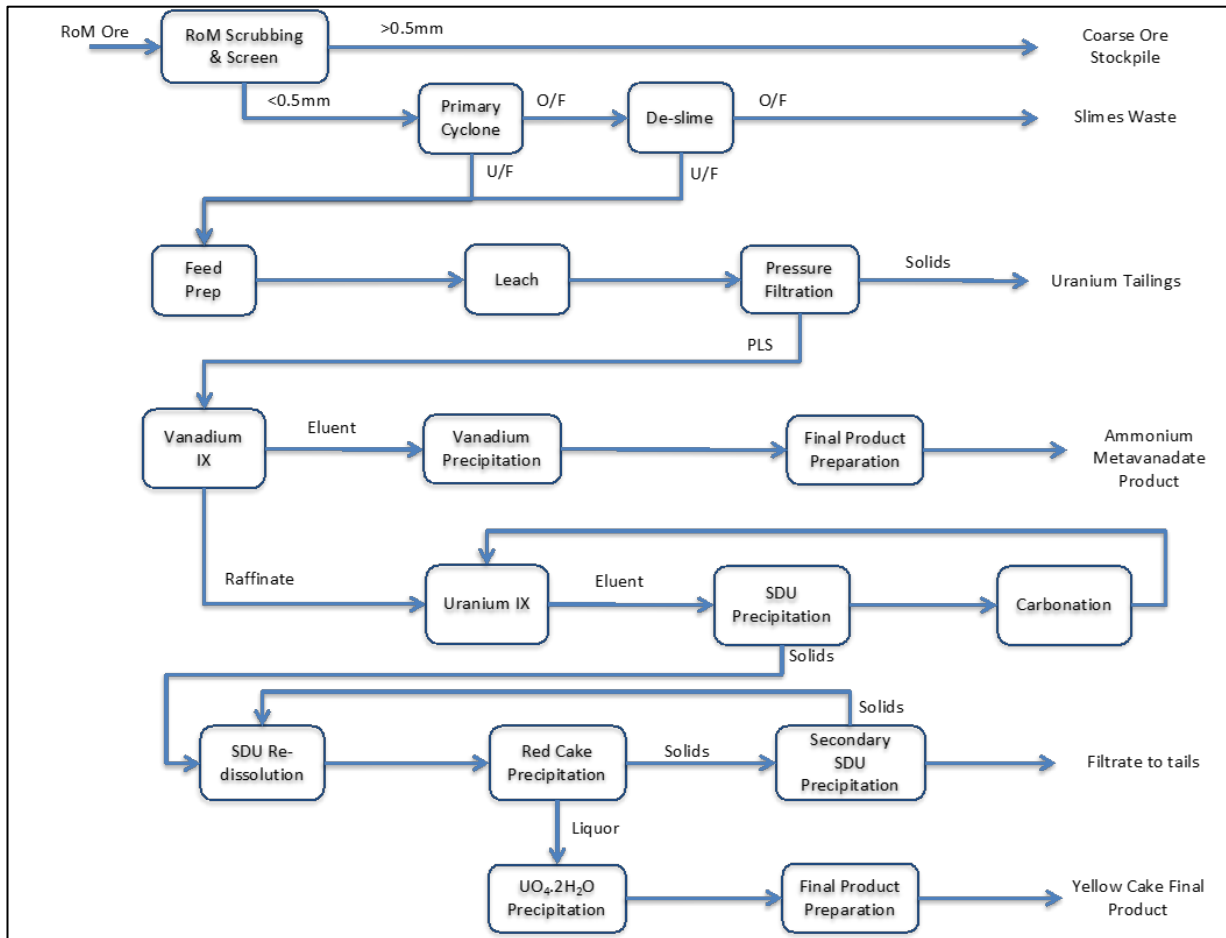 RoM Ore
RoM Scrubbing
& Screen
>0.5mm
Coarse Ore
Stockpile
<0.5mm
Primary
Cyclone
O/F
De-slime
O/F
Slimes Waste
U/F
U/F
Feed
Prep
Leach
Pressure
Filtration
Solids
Uranium Tailings
PLS
Vanadium
IX
Eluent
Vanadium
Precipitation
Final Product
Preparation
Ammonium
Metavanadate
Product
Raffinate
Uranium IX
Eluent
SDU
Precipitation
Carbonation
Solids
Solids
SDU Re-
dissolution
Red Cake
Precipitation
Solids
Secondary
SDU
Precipitation
Filtrate to tails
Liquor
UO₄.2H₂O
Precipitation
Final Product
Preparation
Yellow Cake Final
Product